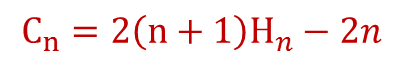 Cₙ = 2(n + 1)Hₙ − 2n